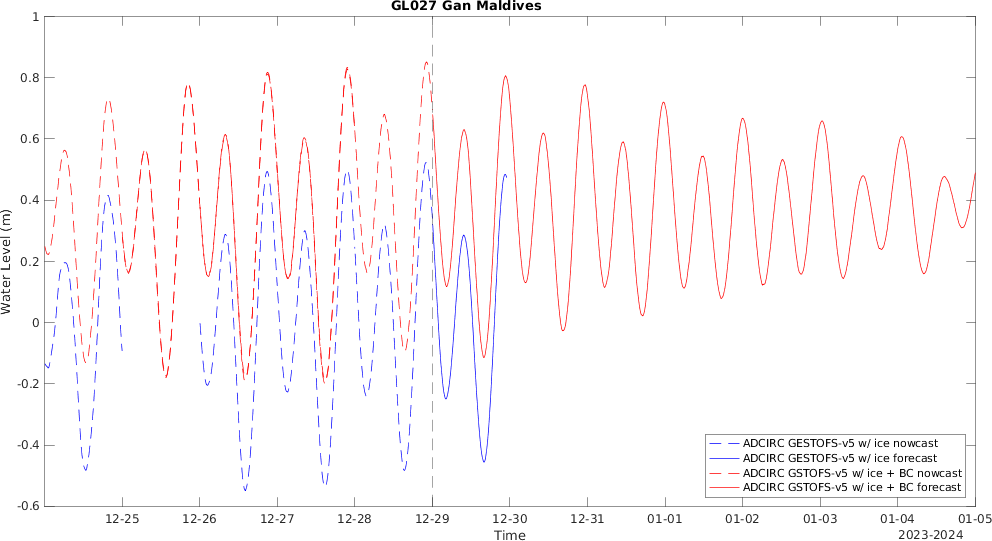 GL027 Gan Maldives
1
0.8
0.6
0.4
0.2
0
-0.2
-0.4
-0.6
Water Level (m)
ADCIRC GESTOFS-v5 w/ ice nowcast
ADCIRC GESTOFS-v5 w/ ice forecast
ADCIRC GSTOFS-v5 w/ ice + BC nowcast
ADCIRC GSTOFS-v5 w/ ice + BC forecast
12-25 12-26 12-27 12-28 12-29 12-30 12-31 01-01 01-02 01-03 01-04 01-05
Time
2023-2024